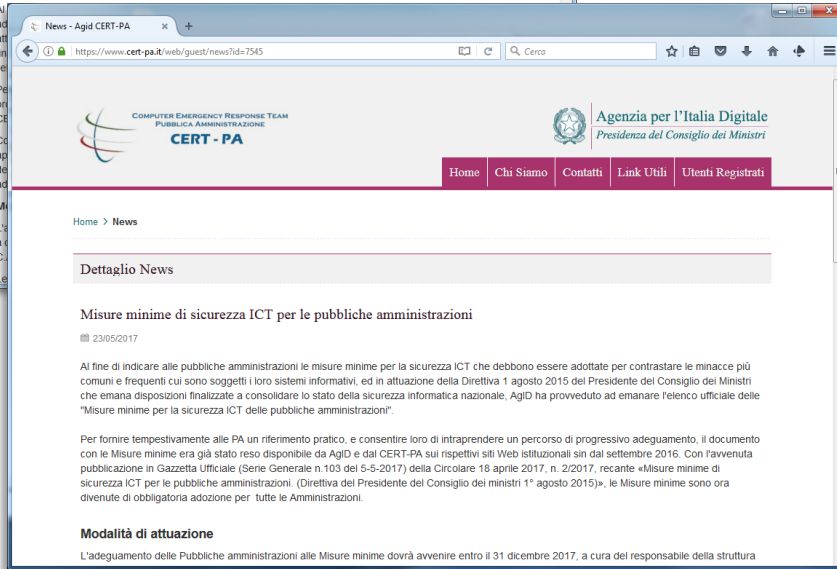 News - Agid CERT-PA
https://www.cert-pa.it/web/guest/news?id=7545
Cerca
COMPUTER EMERGENCY RESPONSE TEAM
PUBBLICA AMMINISTRAZIONE
CERT - PA
Agenzia per l'Italia Digitale
Presidenza del Consiglio dei Ministri
Home
Chi Siamo
Contatti
Link Utili
Utenti Registrati
Home > News
Dettaglio News
Misure minime di sicurezza ICT per le pubbliche amministrazioni
23/05/2017
Al fine di indicare alle pubbliche amministrazioni le misure minime per la sicurezza ICT che debbono essere adottate per contrastare le minacce più
comuni e frequenti cui sono soggetti i loro sistemi informativi, ed in attuazione della Direttiva 1 agosto 2015 del Presidente del Consiglio dei Ministri
che emana disposizioni finalizzate a consolidare lo stato della sicurezza informatica nazionale, AgID ha provveduto ad emanare l'elenco ufficiale delle
"Misure minime per la sicurezza ICT delle pubbliche amministrazioni".
Per fornire tempestivamente alle PA un riferimento pratico, e consentire loro di intraprendere un percorso di progressivo adeguamento, il documento
con le Misure minime era già stato reso disponibile da AgID e dal CERT-PA sui rispettivi siti Web istituzionali sin dal settembre 2016. Con l'avvenuta
pubblicazione in Gazzetta Ufficiale (Serie Generale n.103 del 5-5-2017) della Circolare 18 aprile 2017, n. 2/2017, recante «Misure minime di
sicurezza ICT per le pubbliche amministrazioni. (Direttiva del Presidente del Consiglio dei ministri 1° agosto 2015)», le Misure minime sono ora
divenute di obbligatoria adozione per tutte le Amministrazioni.
Modalità di attuazione
L'adeguamento delle Pubbliche amministrazioni alle Misure minime dovrà avvenire entro il 31 dicembre 2017, a cura del responsabile della struttura